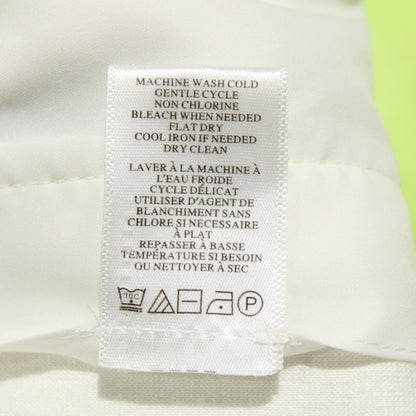 MACHINE WASH COLD
GENTLE CYCLE
NON CHLORINE
BLEACH WHEN NEEDED
FLAT DRY
COOL IRON IF NEEDED
DRY CLEAN
LAVER À LA MACHINE À
L'EAU FROIDE
CYCLE DÉLICAT
UTILISER D'AGENT DE
BLANCHIMENT SANS
CHLORE SI NECESSAIRE
À PLAT
REPASSER À BASSE
TEMPÉRATURE SI BESOIN
OU NETTOYER À SEC
30C P